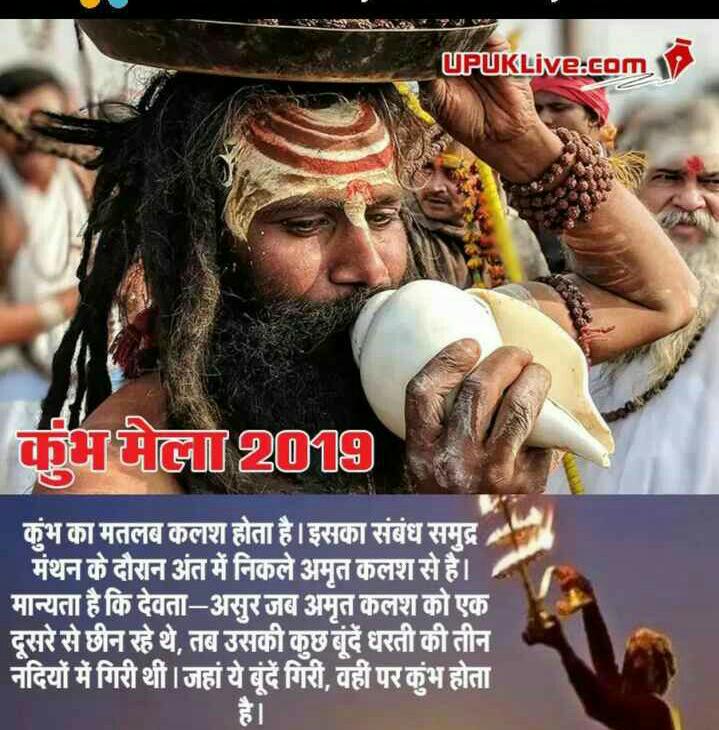 UPUKLive.com
कुंभ मेला 2019
कुंभ का मतलब कलश होता है। इसका संबंध समुद्र
मंथन के दौरान अंत में निकले अमृत कलश से है।
मान्यता है कि देवता–असुर जब अमृत कलश को एक
दूसरे से छीन रहे थे, तब उसकी कुछ बूंदें धरती की तीन
नदियों में गिरी थी। जहां ये बूंदें गिरीं, वहीं पर कुंभ होता
है।